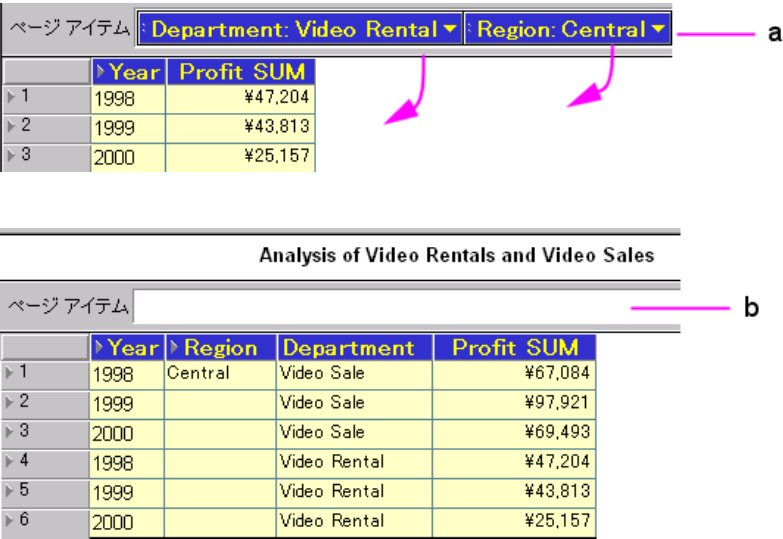 ページ アイテム Department: Video Rental Region: Central a
Year Profit SUM
1 1998 ¥47,204
2 1999 ¥43,813
3 2000 ¥25,157
Analysis of Video Rentals and Video Sales
ページ アイテム b
Year Region Department Profit SUM
1 1998 Central Video Sale ¥67,084
2 1999 Video Sale ¥97,921
3 2000 Video Sale ¥69,493
4 1998 Video Rental ¥47,204
5 1999 Video Rental ¥43,813
6 2000 Video Rental ¥25,157